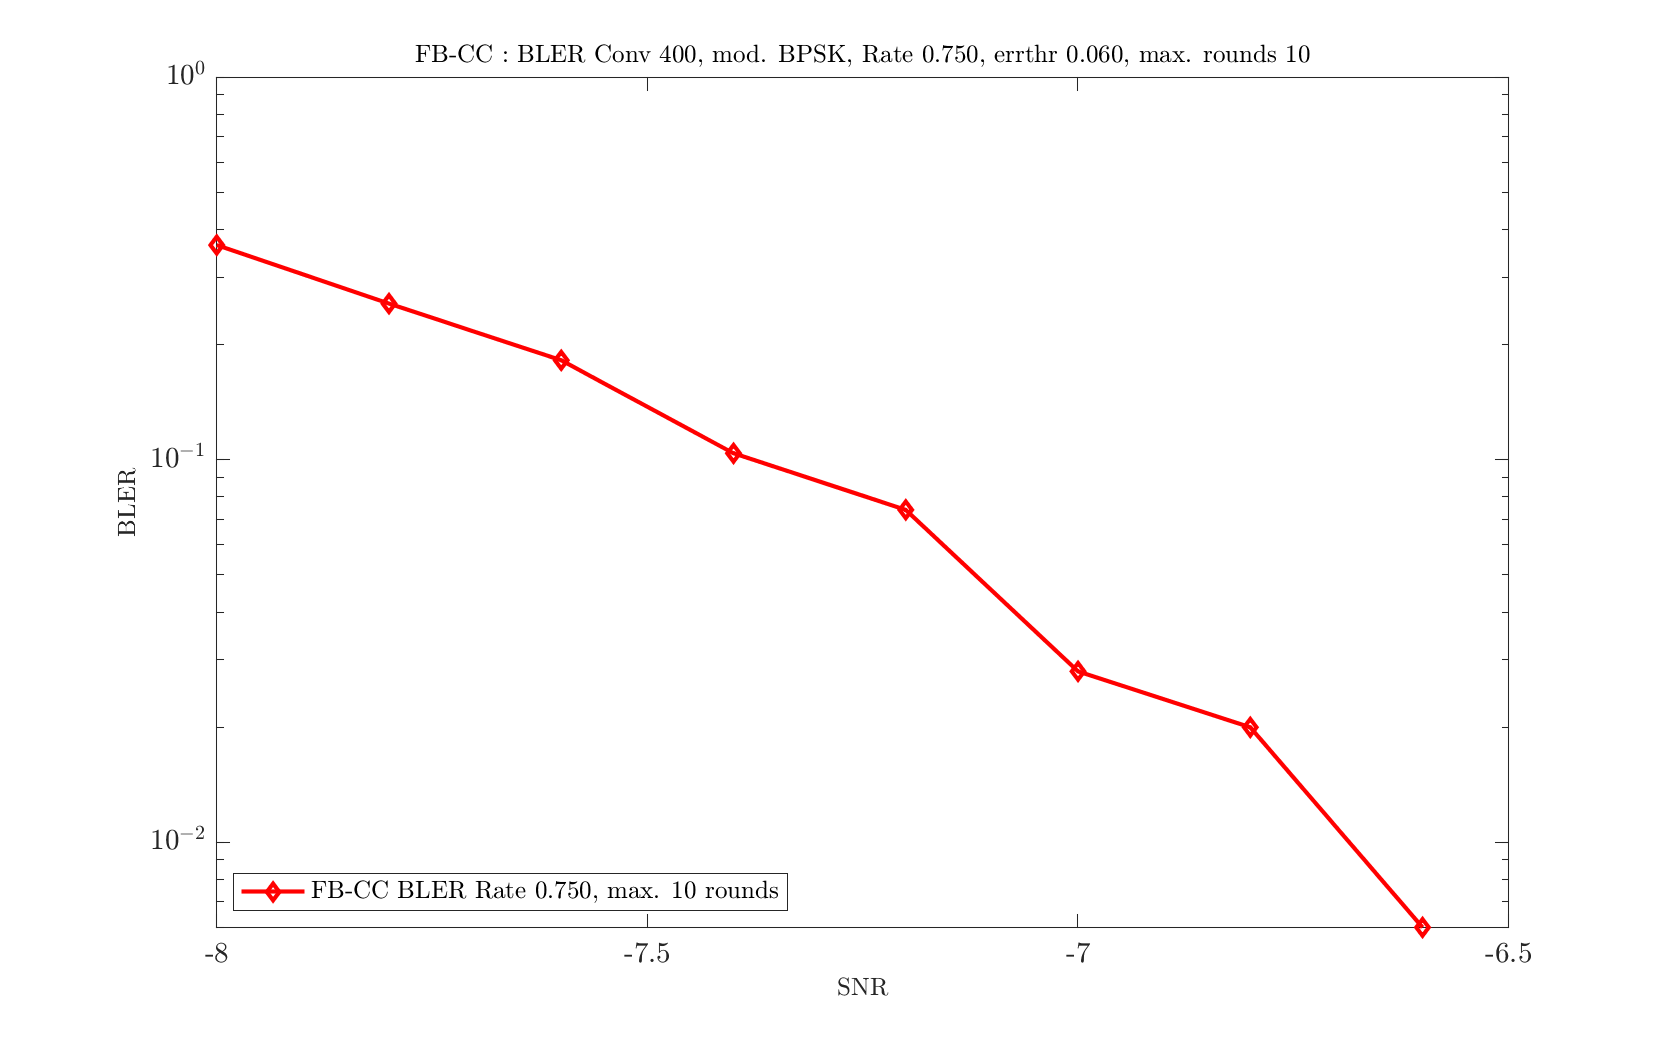 FB-CC : BLER Conv 400, mod. BPSK, Rate 0.750, errthr 0.060, max. rounds 10
10^0
10^{-1}
10^{-2}
BLER
FB-CC BLER Rate 0.750, max. 10 rounds
-8 -7.5 -7 -6.5
SNR